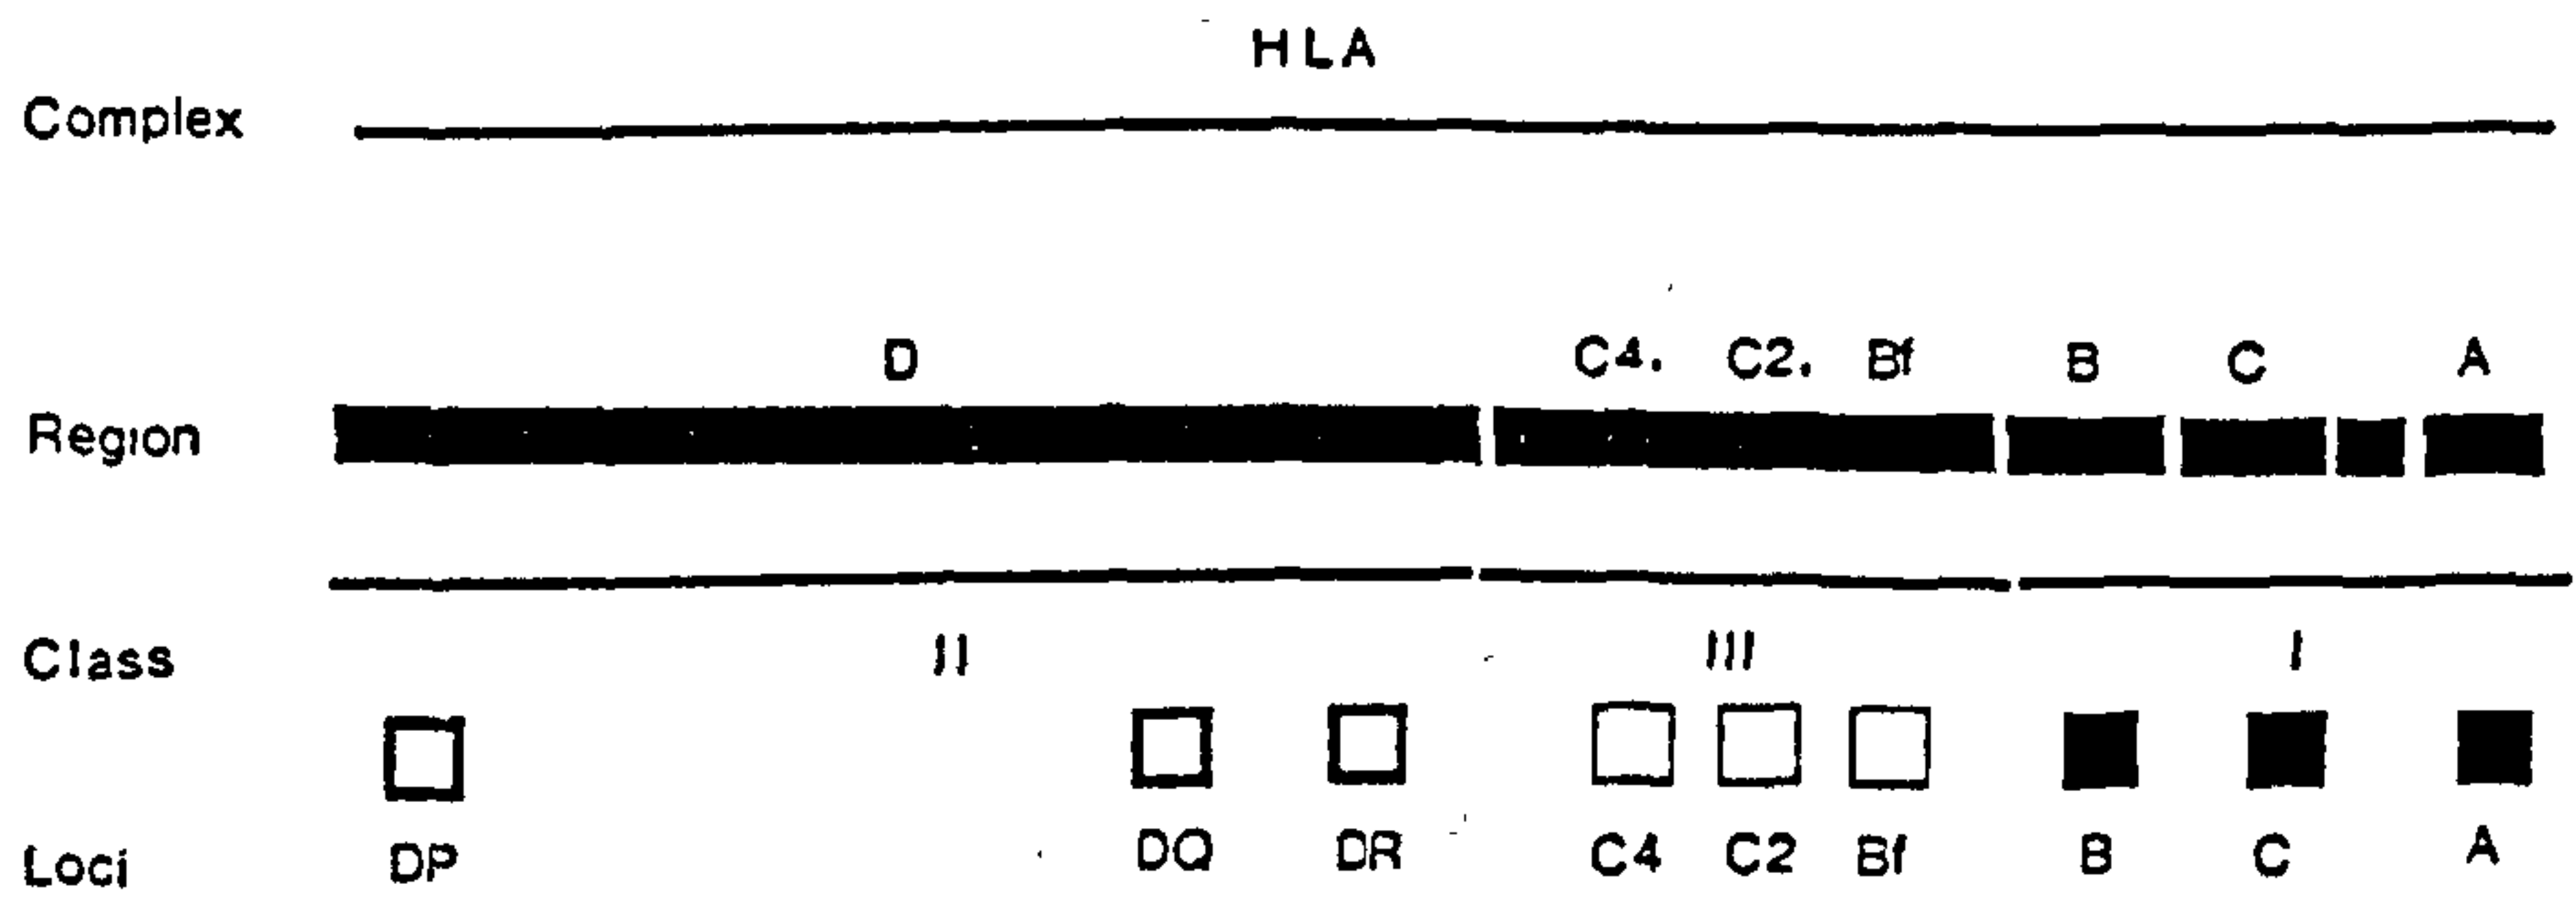 HLA
Complex
D C4. C2. Bf B C A
Region
Class II III I
Loci DP DQ DR C4 C2 Bf B C A